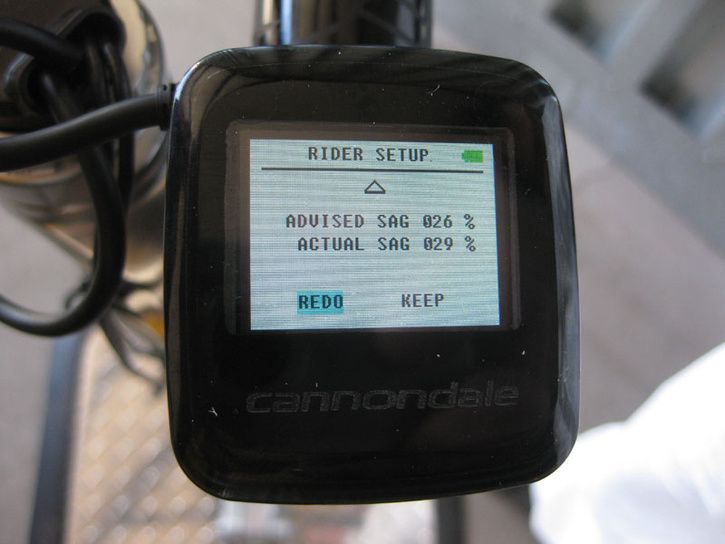 RIDER SETUP
ADVISED SAG 026 %
ACTUAL SAG 029 %
REDO KEEP
cannondale